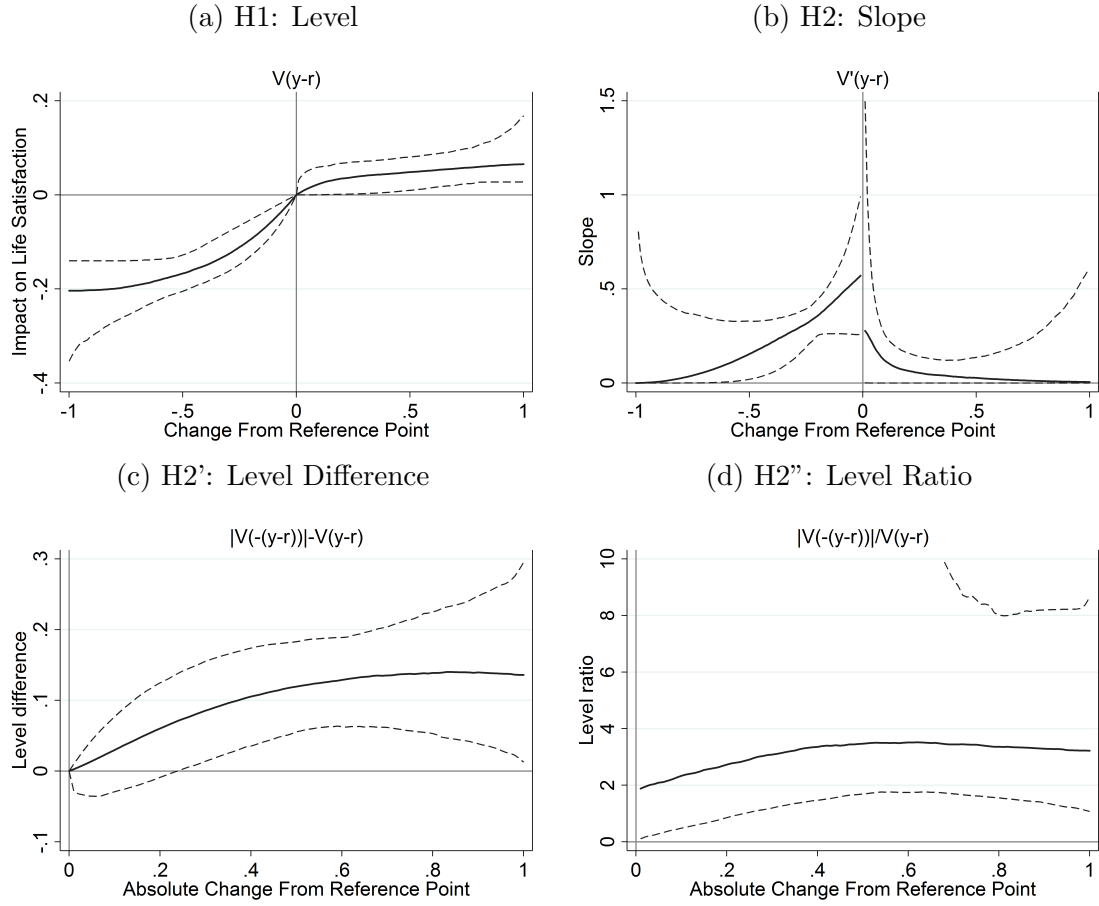 (a) H1: Level
V(y-r)
Impact on Life Satisfaction
.2
0
-.2
-.4
-1
-.5
0
.5
1
Change From Reference Point
(b) H2: Slope
V'(y-r)
Slope
1.5
1
.5
0
-1
-.5
0
.5
1
Change From Reference Point
(c) H2': Level Difference
|V(-(y-r))|-V(y-r)
Level difference
.3
.2
.1
0
-.1
0
.2
.4
.6
.8
1
Absolute Change From Reference Point
(d) H2”: Level Ratio
|V(-(y-r))|/V(y-r)
Level ratio
10
8
6
4
2
0
0
.2
.4
.6
.8
1
Absolute Change From Reference Point